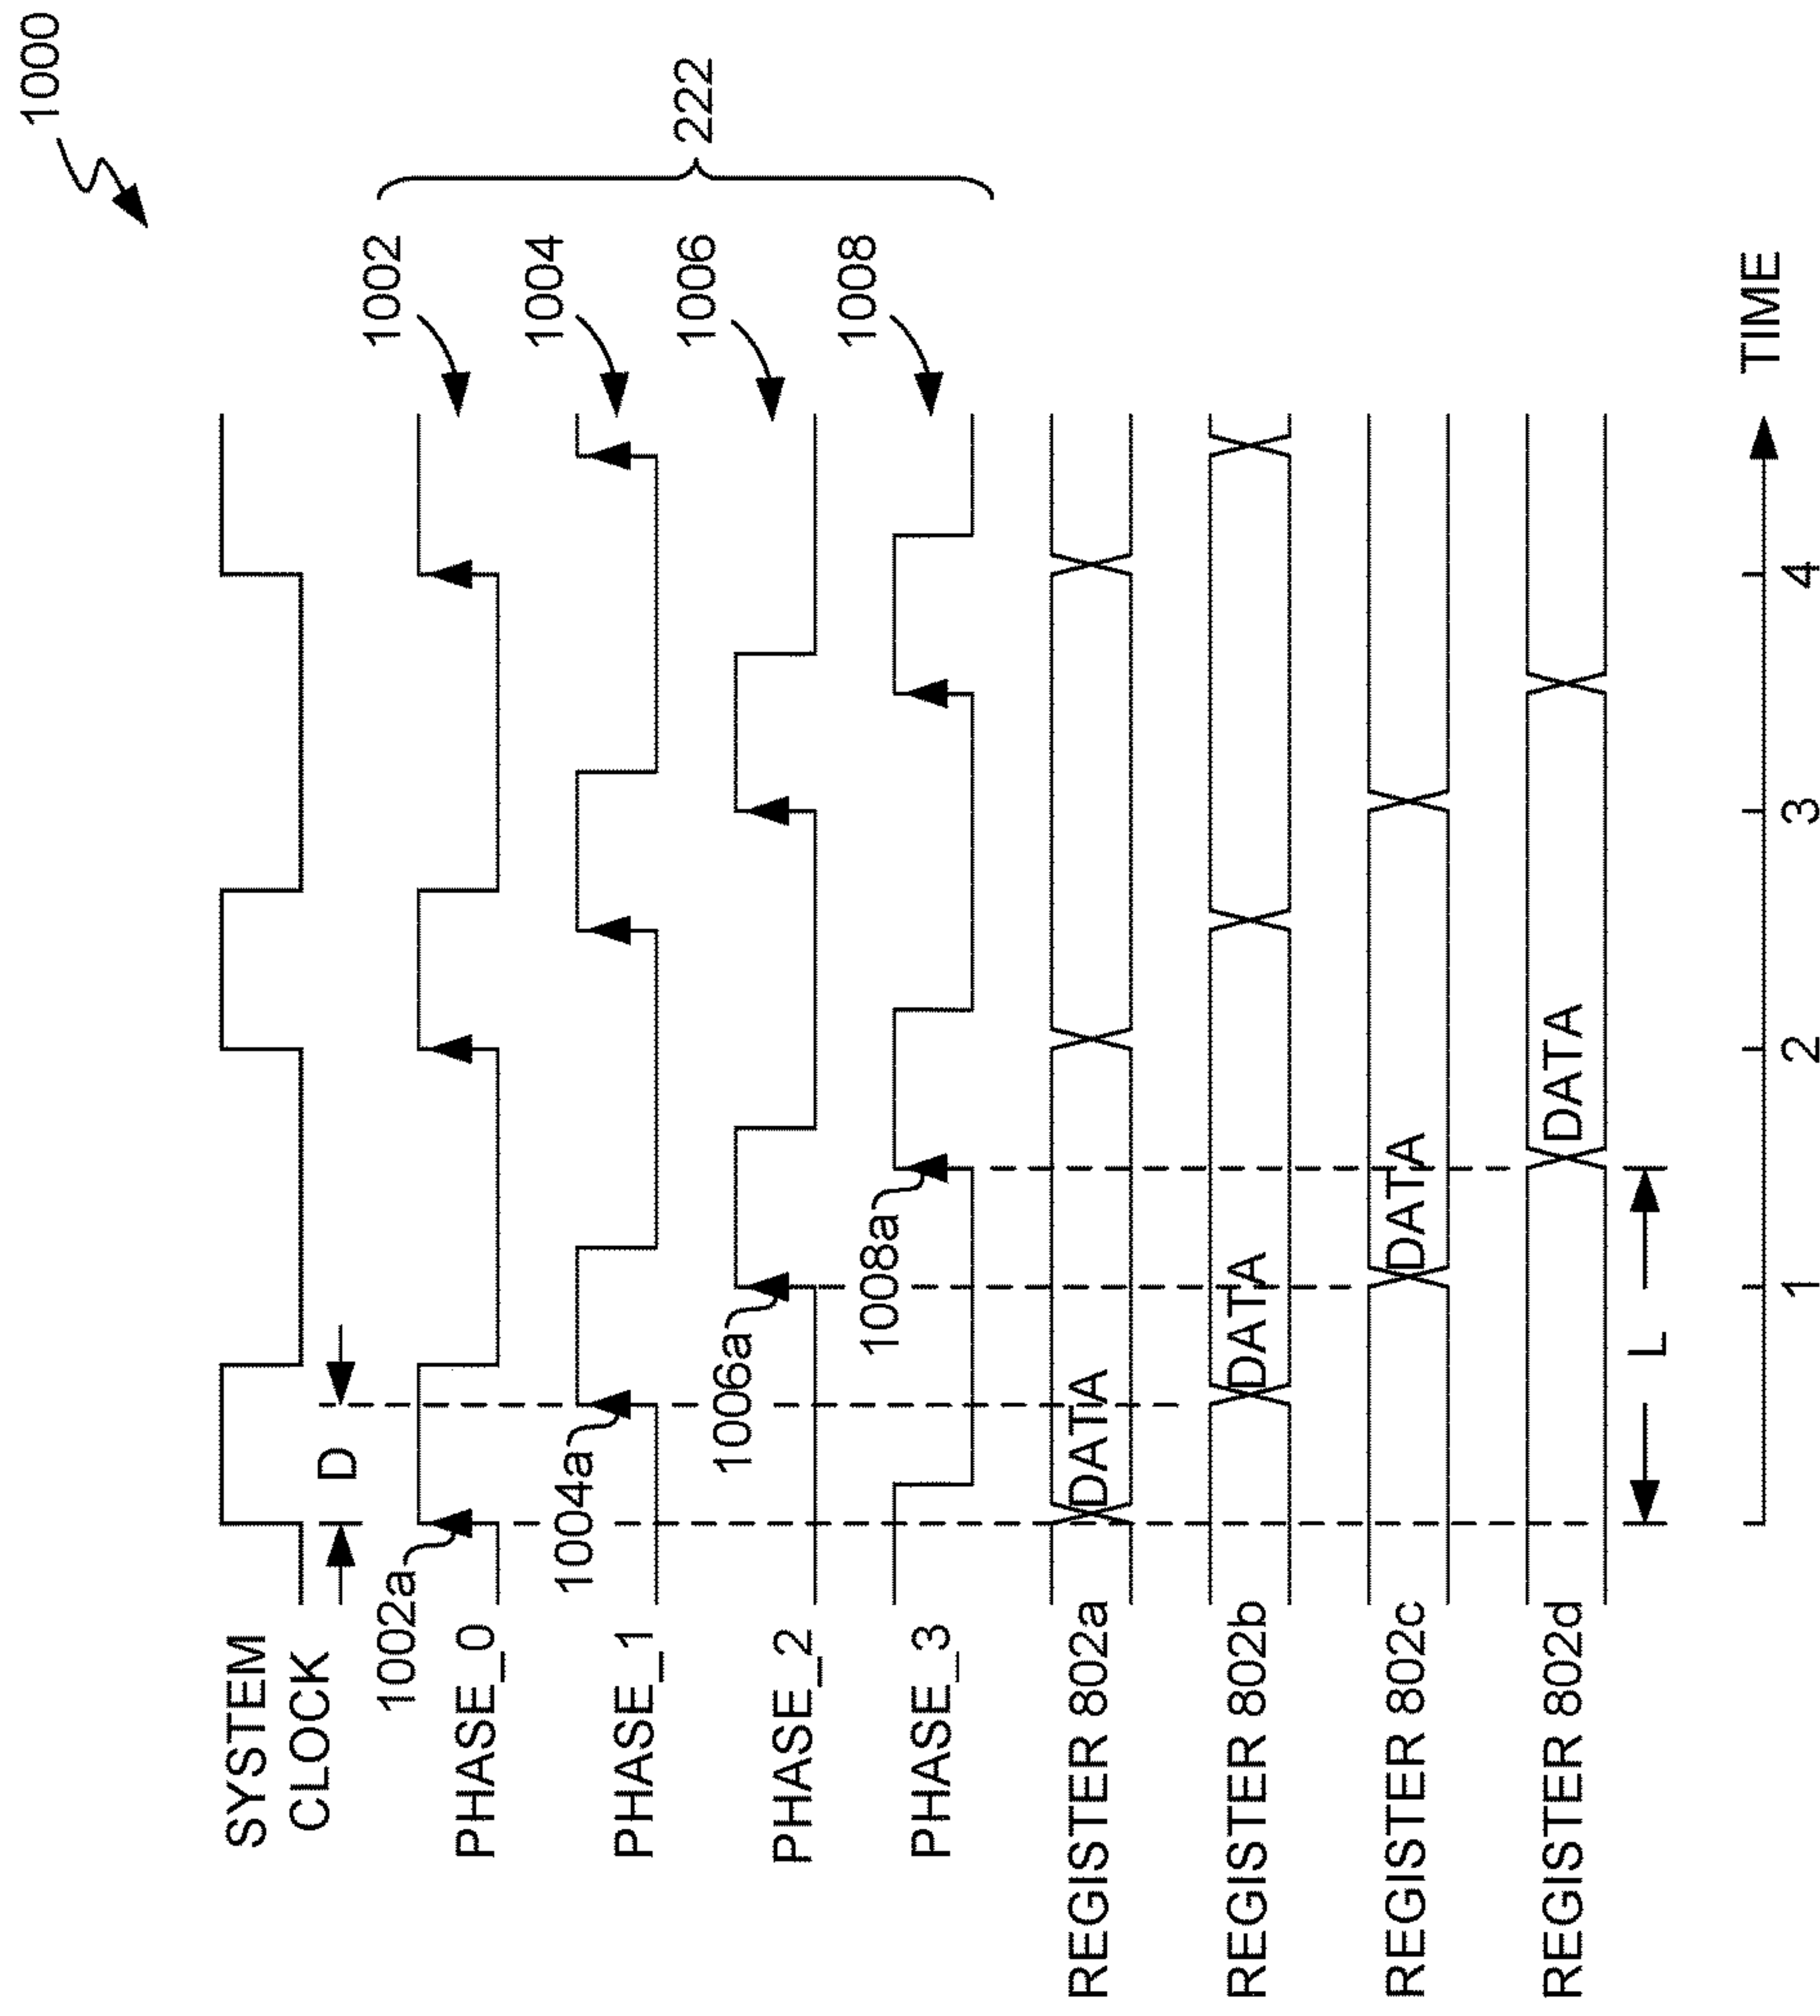 1000
SYSTEM
CLOCK
D
1002a
1002
PHASE_0
1004a
1004
PHASE_1
222
1006a
1006
PHASE_2
1008a
1008
PHASE_3
REGISTER 802a
DATA
REGISTER 802b
DATA
REGISTER 802c
DATA
REGISTER 802d
DATA
L
TIME
1
2
3
4